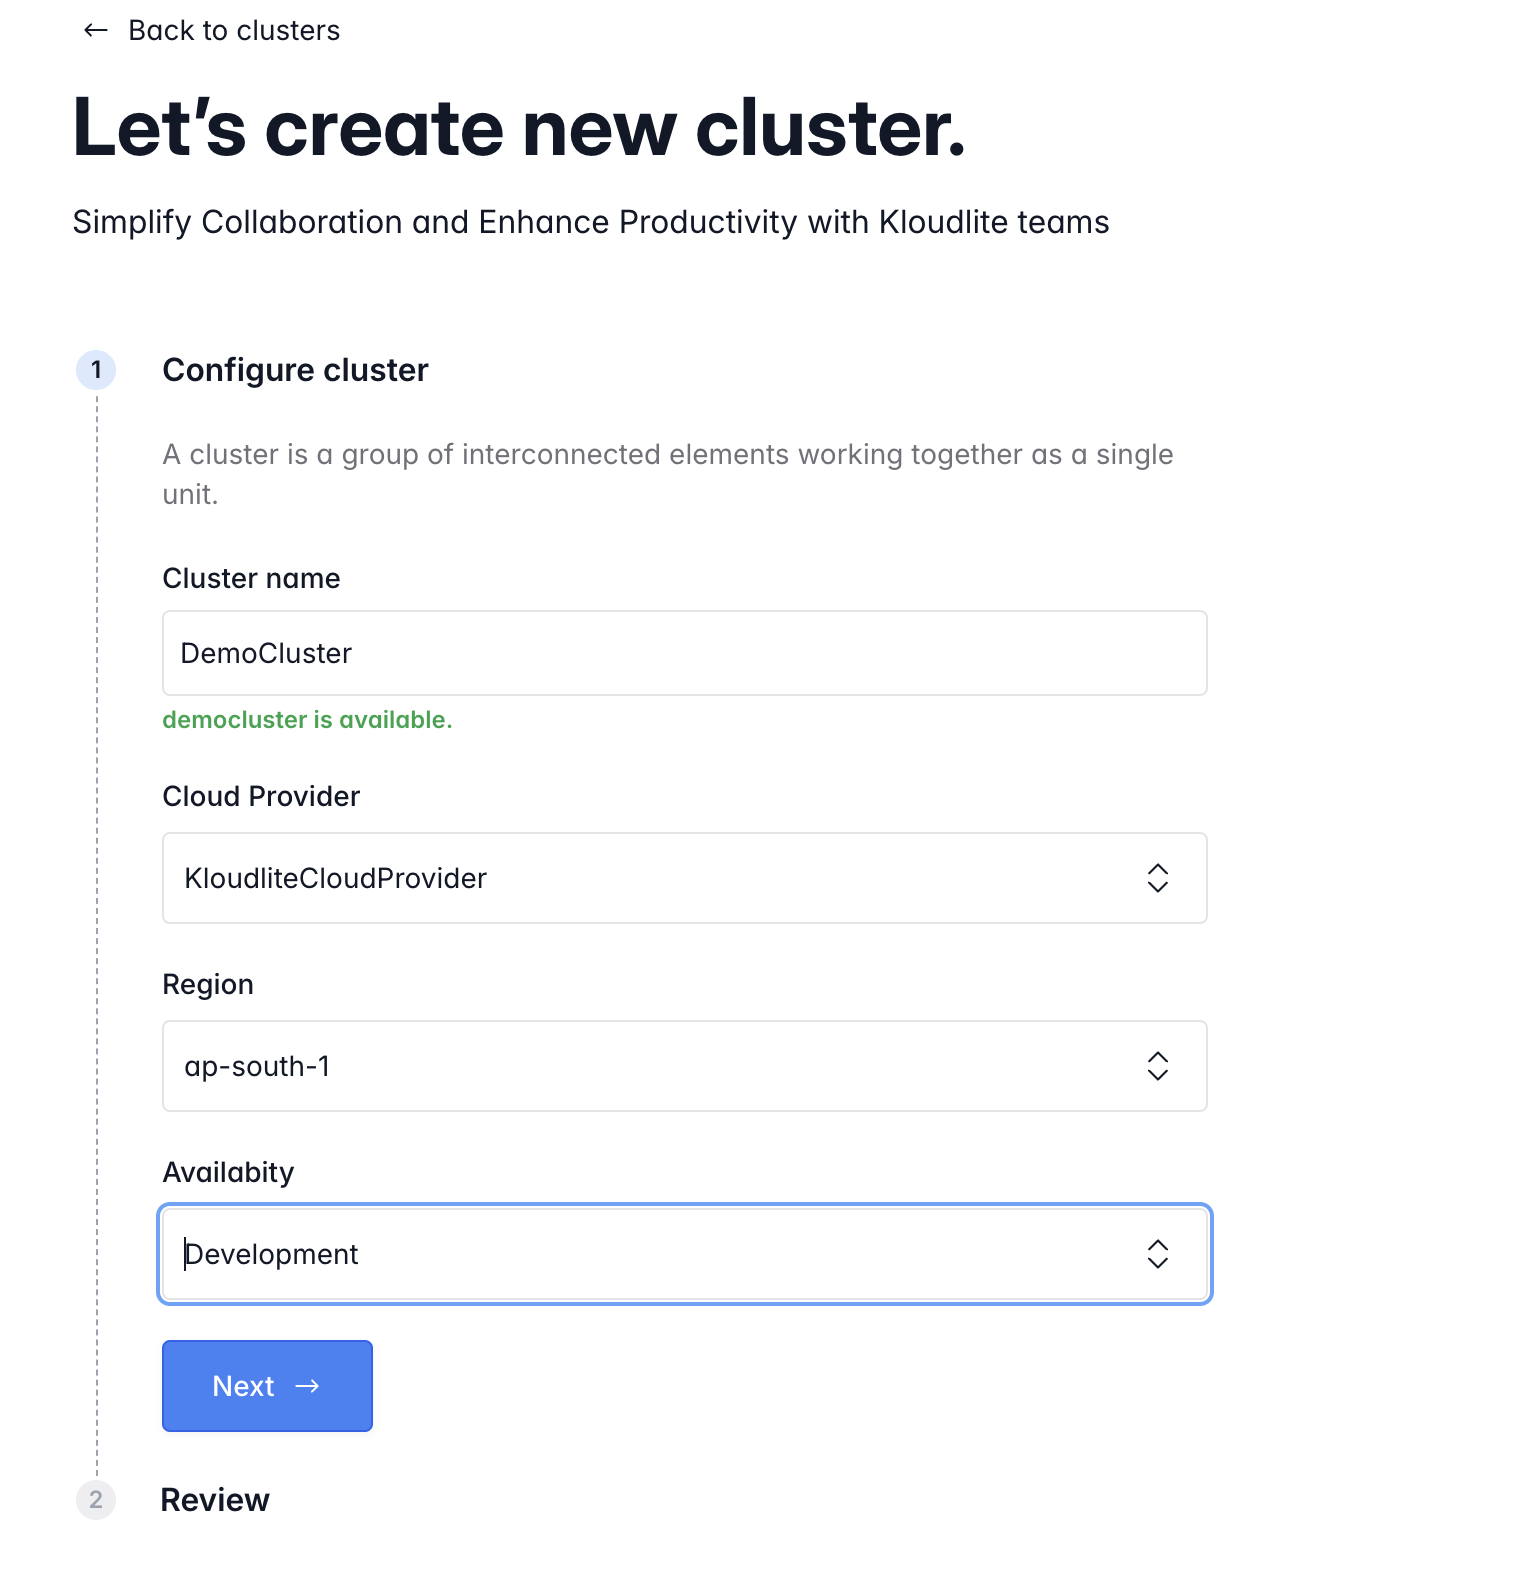 ← Back to clusters
Let’s create new cluster.
Simplify Collaboration and Enhance Productivity with Kloudlite teams
1 Configure cluster
A cluster is a group of interconnected elements working together as a single
unit.
Cluster name
DemoCluster
democluster is available.
Cloud Provider
KloudliteCloudProvider
Region
ap-south-1
Availabity
Development
Next →
2 Review